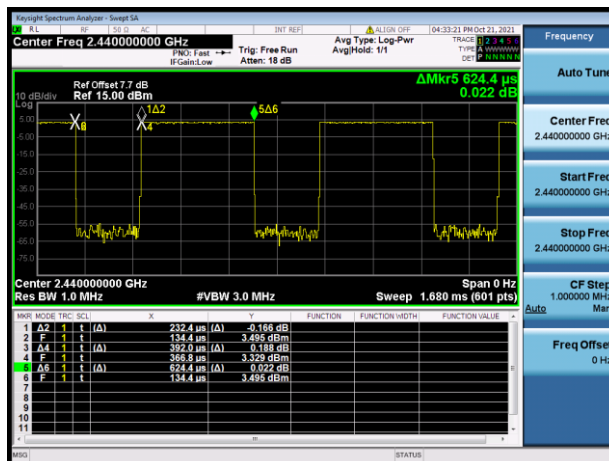 Keysight Spectrum Analyzer - Swept SA
RL RF 50 Ω AC INT REF ALIGN OFF 04:33:21 PM Oct 21, 2021
Center Freq 2.440000000 GHz
PNO: Fast
IFGain:Low
Trig: Free Run
Atten: 18 dB
Avg Type: Log-Pwr
Avg|Hold: 1/1
TRACE 1 2 3 4 5 6
TYPE A WWWWW
DET P NNNNN
Frequency
Auto Tune
ΔMkr5 624.4 µs
0.022 dB
Ref Offset 7.7 dB
Ref 15.00 dBm
10 dB/div
Log
1Δ2
5Δ6
4
5.00
-5.00
-15.0
-25.0
-35.0
-45.0
-55.0
-65.0
-75.0
Center Freq
2.440000000 GHz
Start Freq
2.440000000 GHz
Stop Freq
2.440000000 GHz
Center 2.440000000 GHz Span 0 Hz
Res BW 1.0 MHz #VBW 3.0 MHz Sweep 1.680 ms (601 pts)
CF Step
1.000000 MHz
Auto Man
MKR MODE TRC SCL X Y FUNCTION FUNCTION WIDTH FUNCTION VALUE
1 Δ2 1 t (Δ) 232.4 µs (Δ) -0.166 dB
2 F 1 t 134.4 µs 3.495 dBm
3 Δ4 1 t (Δ) 392.0 µs (Δ) 0.188 dB
4 F 1 t 366.8 µs 3.329 dBm
5 Δ6 1 t (Δ) 624.4 µs (Δ) 0.022 dB
6 F 1 t 134.4 µs 3.495 dBm
7
8
9
10
11
Freq Offset
0 Hz
MSG STATUS